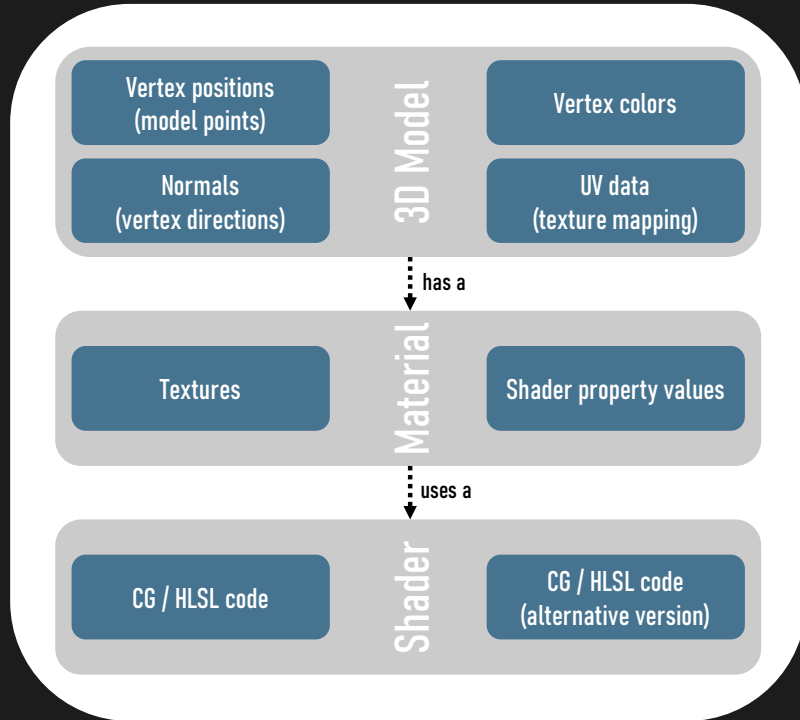 Vertex positions
(model points)
Normals
(vertex directions)
3D Model
Vertex colors
UV data
(texture mapping)
has a
Textures
Material
Shader property values
uses a
CG / HLSL code
Shader
CG / HLSL code
(alternative version)